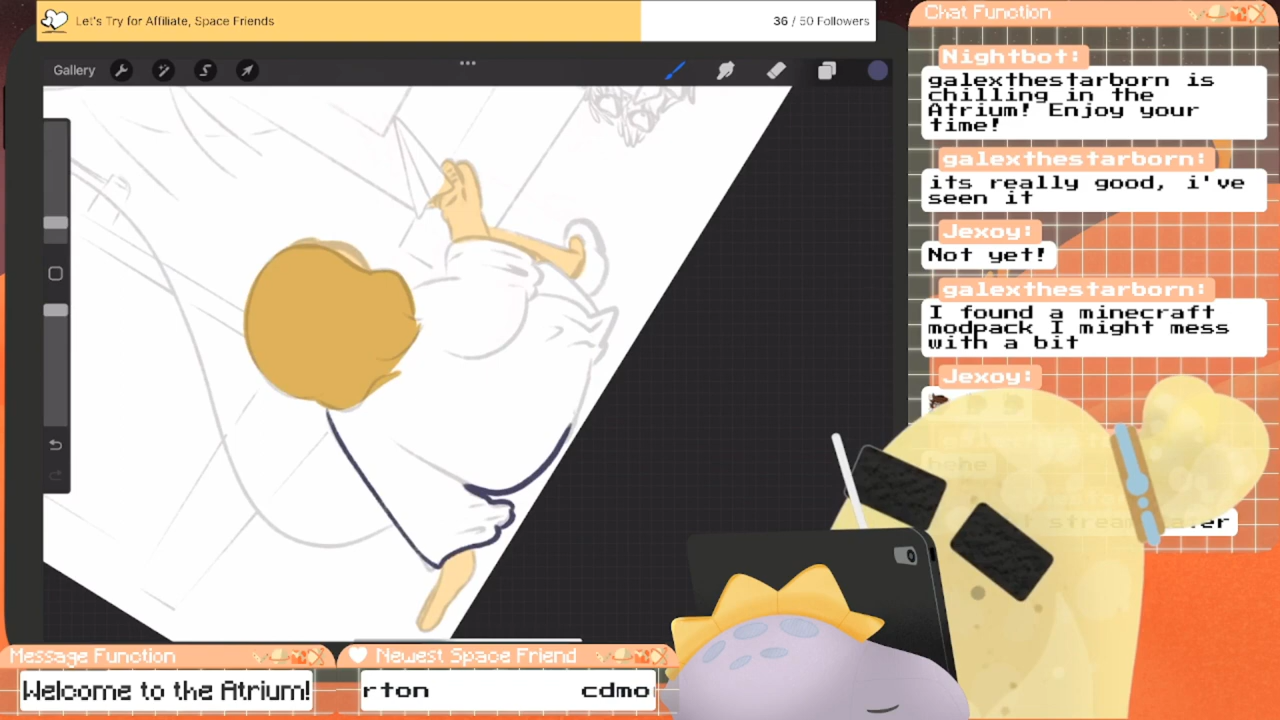 Let's Try for Affiliate, Space Friends
36 / 50 Followers
Gallery
Chat Function
Nightbot:
galexthestarborn is
chilling in the
Atrium! Enjoy your
time!
galexthestarborn:
its really good, i've
seen it
Jexoy:
Not yet!
galexthestarborn:
I found a minecraft
modpack I might mess
with a bit
Jexoy:
hehe
stream
Message Function
Welcome to the Atrium!
Newest Space Friend
rton cdmo